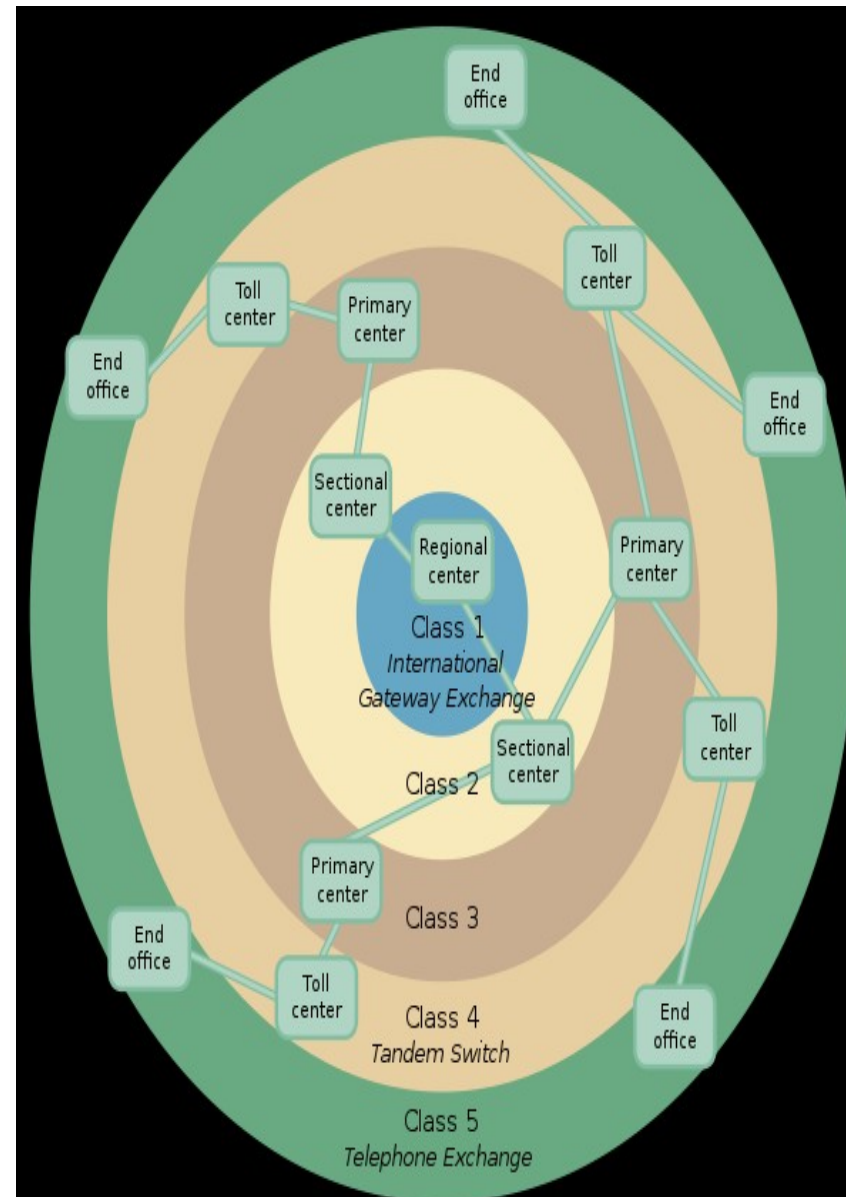 End
office
Toll
center
Toll
center
Primary
center
End
office
End
office
Sectional
center
Regional
center
Primary
center
Class 1
International
Gateway Exchange
Toll
center
Sectional
center
Class 2
Primary
center
Class 3
End
office
Toll
center
Class 4
Tandem Switch
End
office
Class 5
Telephone Exchange